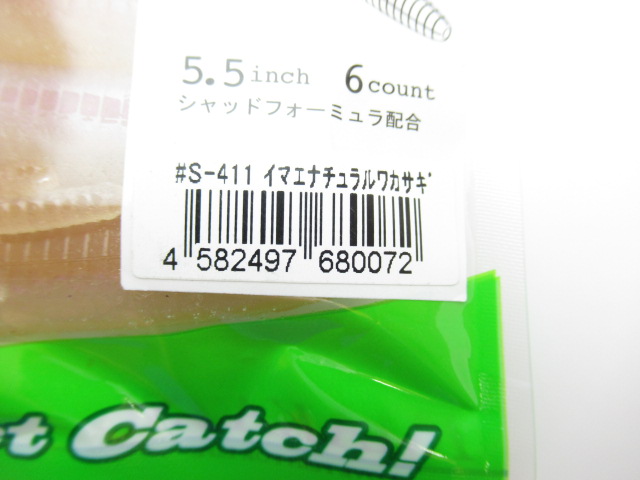 5.5inch 6count
シャッドフォーミュラ配合
#S-411 イマエナチュラルワカサギ
4 582497 680072
Catch!